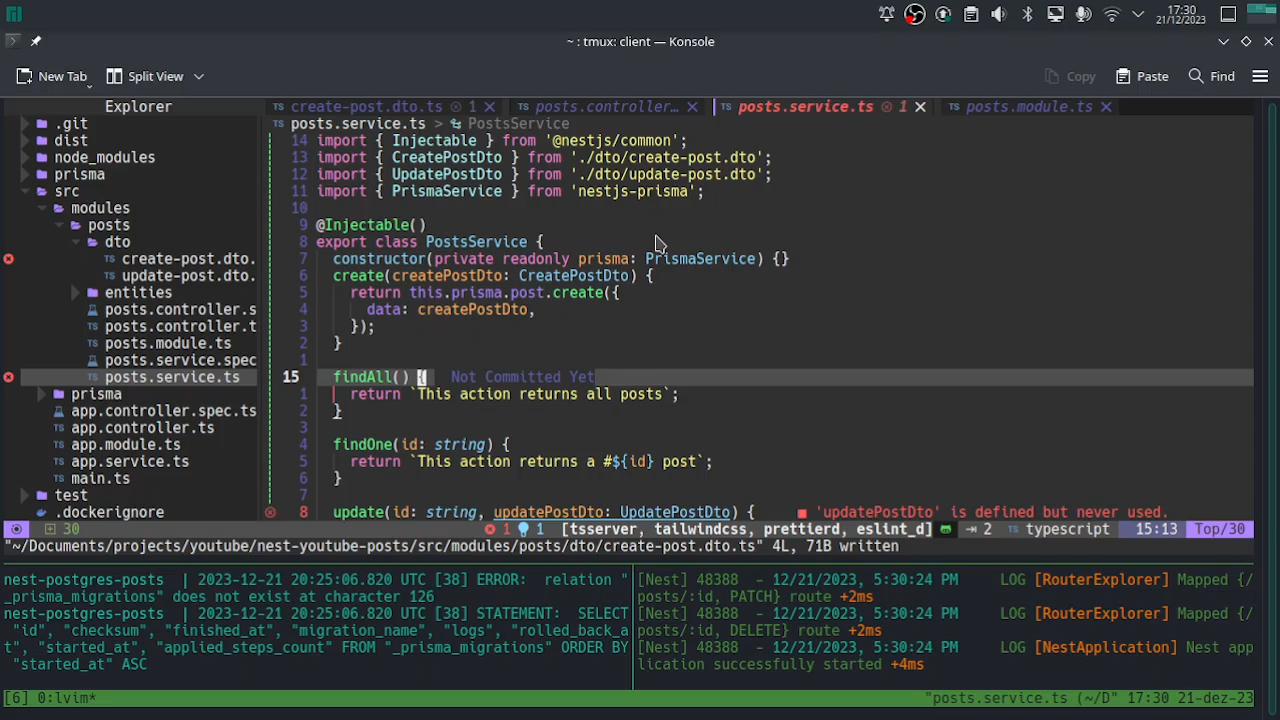 17:30
21/12/2023
~ : tmux: client — Konsole
New Tab
Split View
Copy
Paste
Find
Explorer
.git
dist
node_modules
prisma
src
modules
posts
dto
create-post.dto.
update-post.dto.
entities
posts.controller.s
posts.controller.t
posts.module.ts
posts.service.spec
posts.service.ts
prisma
app.controller.spec.ts
app.controller.ts
app.module.ts
app.service.ts
main.ts
test
.dockerignore
TS create-post.dto.ts 1
TS posts.controller…
TS posts.service.ts 1
TS posts.module.ts
TS posts.service.ts > PostsService
14 import { Injectable } from '@nestjs/common';
13 import { CreatePostDto } from './dto/create-post.dto';
12 import { UpdatePostDto } from './dto/update-post.dto';
11 import { PrismaService } from 'nestjs-prisma';
10
9 @Injectable()
8 export class PostsService {
7 constructor(private readonly prisma: PrismaService) {}
6 create(createPostDto: CreatePostDto) {
5 return this.prisma.post.create({
4 data: createPostDto,
3 });
2 }
1
15 findAll() { Not Committed Yet
1 return `This action returns all posts`;
2 }
3
4 findOne(id: string) {
5 return `This action returns a #${id} post`;
6 }
7
8 update(id: string, updatePostDto: UpdatePostDto) { ■ 'updatePostDto' is defined but never used.
30 1 1 [tsserver, tailwindcss, prettierd, eslint_d] 2 TS typescript 15:13 Top/30
"~/Documents/projects/youtube/nest-youtube-posts/src/modules/posts/dto/create-post.dto.ts" 4L, 71B written
nest-postgres-posts | 2023-12-21 20:25:06.820 UTC [38] ERROR: relation "
_prisma_migrations" does not exist at character 126
nest-postgres-posts | 2023-12-21 20:25:06.820 UTC [38] STATEMENT: SELECT
"id", "checksum", "finished_at", "migration_name", "logs", "rolled_back_a
t", "started_at", "applied_steps_count" FROM "_prisma_migrations" ORDER BY
"started_at" ASC
[Nest] 48388 - 12/21/2023, 5:30:24 PM LOG [RouterExplorer] Mapped {/
posts/:id, PATCH} route +2ms
[Nest] 48388 - 12/21/2023, 5:30:24 PM LOG [RouterExplorer] Mapped {/
posts/:id, DELETE} route +2ms
[Nest] 48388 - 12/21/2023, 5:30:24 PM LOG [NestApplication] Nest app
lication successfully started +4ms
[6] 0:lvim* "posts.service.ts (~/D" 17:30 21-dez-23